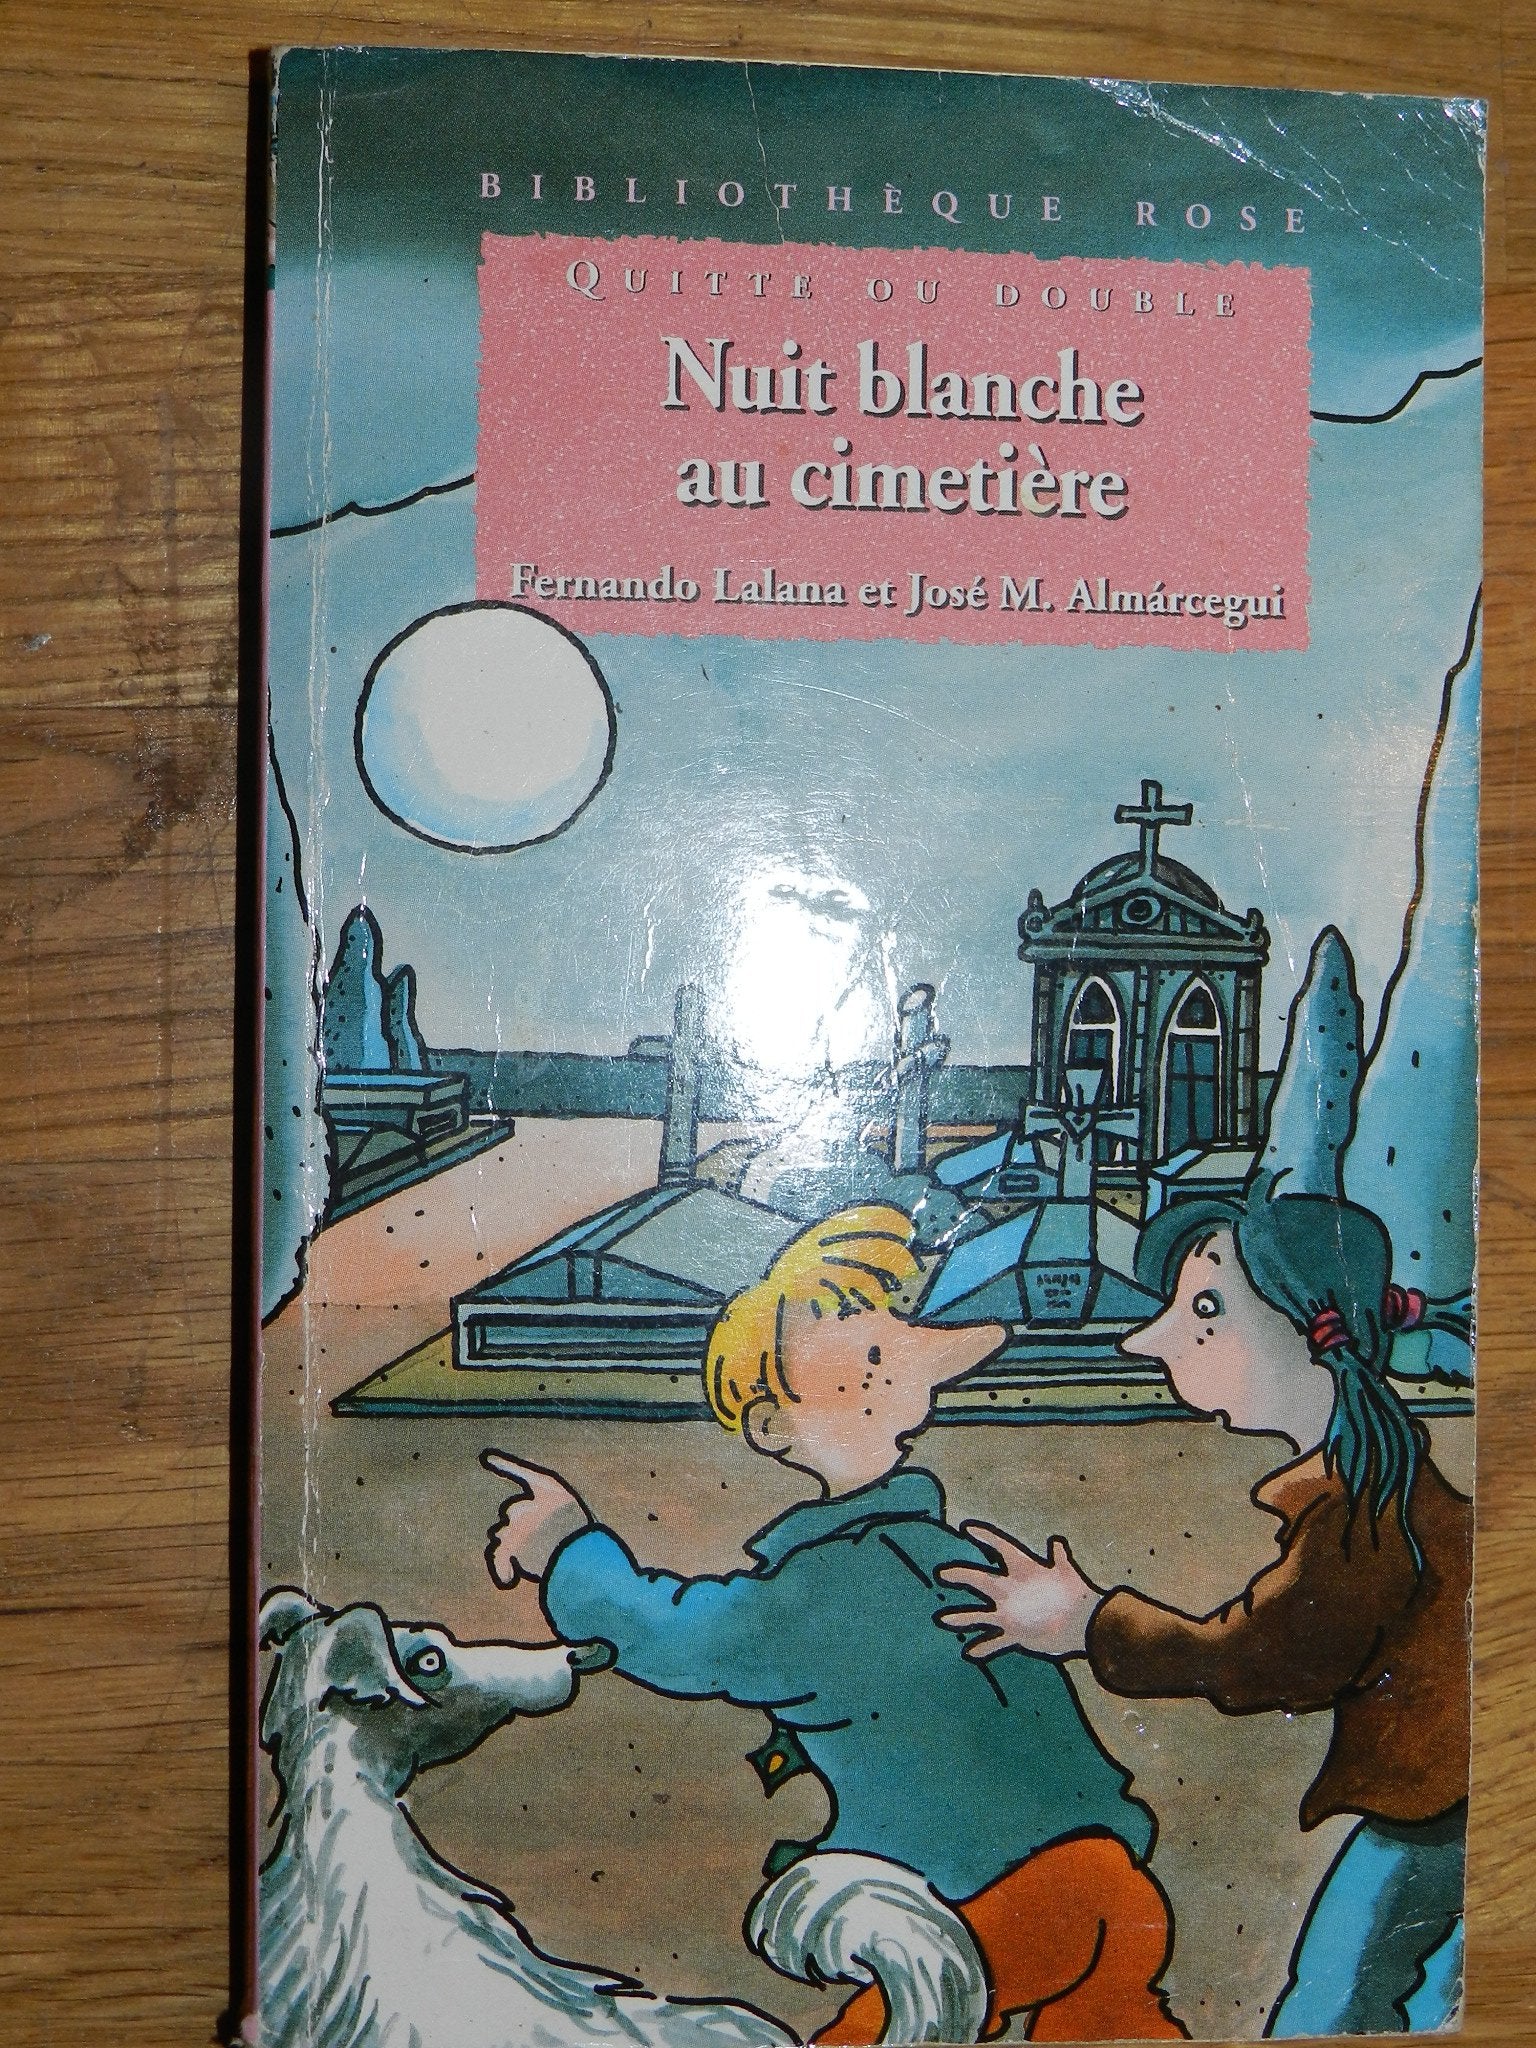 BIBLIOTHÈQUE ROSE
QUITTE OU DOUBLE
Nuit blanche
au cimetière
Fernando Lalana et José M. Almárcegui